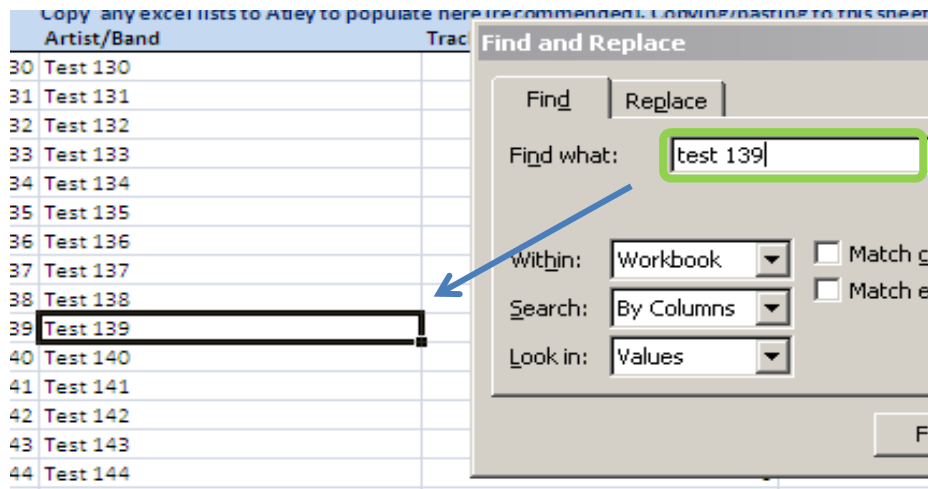 Copy any excel lists to Atley to populate here (recommended). Copying/pasting to this sheet
Artist/Band Trac
30 Test 130
31 Test 131
32 Test 132
33 Test 133
34 Test 134
35 Test 135
36 Test 136
37 Test 137
38 Test 138
39 Test 139
40 Test 140
41 Test 141
42 Test 142
43 Test 143
44 Test 144
Find and Replace
Find Replace
Find what: test 139
Within: Workbook Match c
Search: By Columns Match e
Look in: Values
F